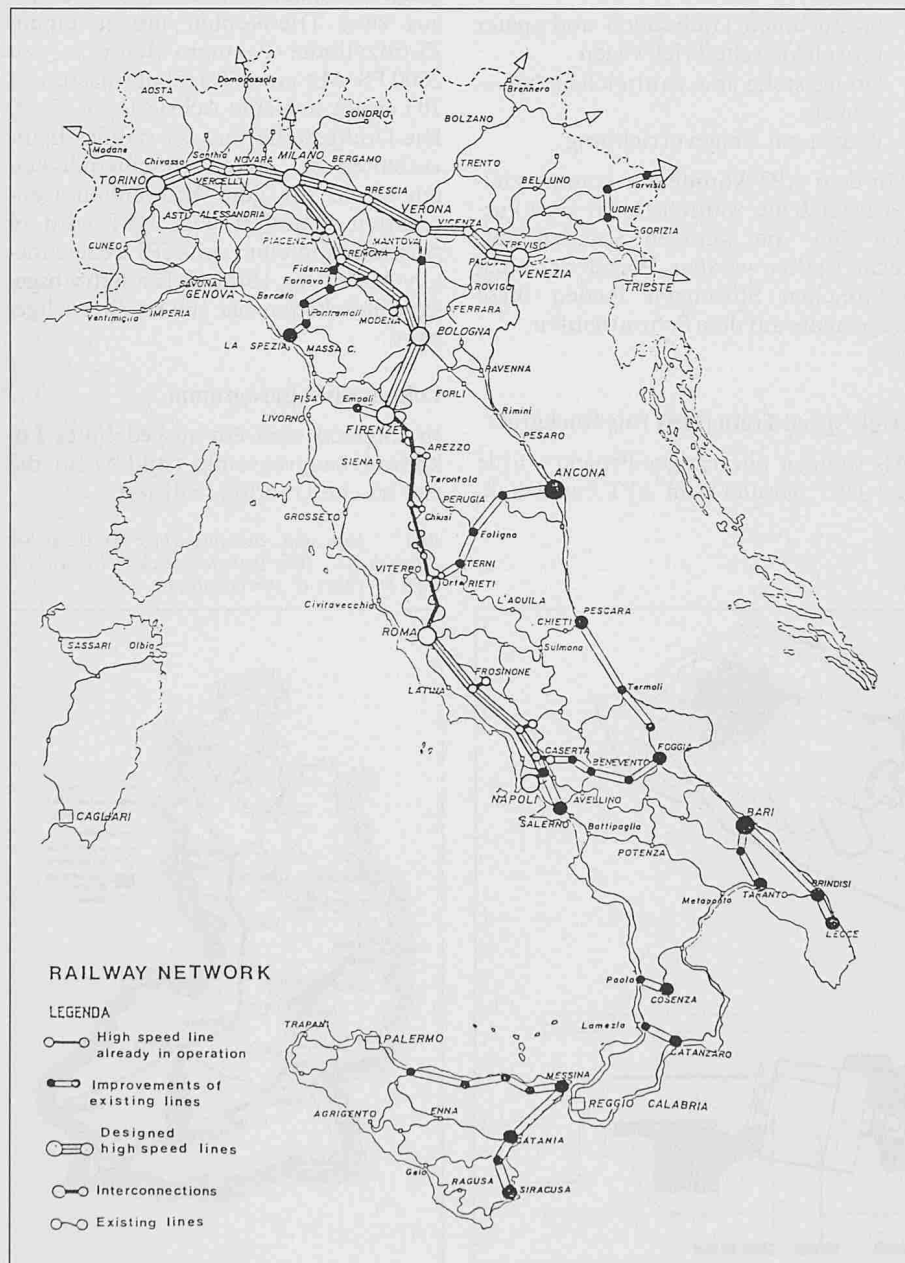 Domodossola
AOSTA
SONDRIO
BOLZANO
Brennero
Modane
Chivasso
Santhia
NOVARA
MILANO
BERGAMO
TRENTO
BELLUNO
Tarvisio
TORINO
VERCELLI
BRESCIA
VERONA
VICENZA
UDINE
GORIZIA
ASTI
ALESSANDRIA
PIACENZA
MANTOVA
PADOVA
TREVISO
VENEZIA
CUNEO
CREMONA
ROVIGO
TRIESTE
SAVONA
GENOVA
Fidenza
Fornovo
FERRARA
Ventimiglia
IMPERIA
Berceto
Pontremoli
MODENA
BOLOGNA
LA SPEZIA
MASSA C.
RAVENNA
PISA
Empoli
FORLI
Rimini
LIVORNO
FIRENZE
PESARO
SIENA
AREZZO
ANCONA
Terontola
PERUGIA
GROSSETO
Chiusi
Foligno
VITERBO
TERNI
Orte
RIETI
Civitavecchia
L'AQUILA
PESCARA
CHIETI
ROMA
SASSARI
Olbia
Sulmona
FROSINONE
LATINA
Termoli
CASERTA
BENEVENTO
FOGGIA
NAPOLI
AVELLINO
CAGLIARI
SALERNO
Battipaglia
BARI
POTENZA
BRINDISI
Metaponto
TARANTO
LECCE
Paola
COSENZA
Lamezia
CATANZARO
TRAPANI
PALERMO
MESSINA
REGGIO CALABRIA
AGRIGENTO
ENNA
CATANIA
Gela
RAGUSA
SIRACUSA
RAILWAY NETWORK
LEGENDA
High speed line
already in operation
Improvements of
existing lines
Designed
high speed lines
Interconnections
Existing lines